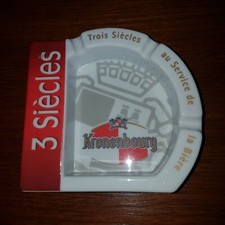 3 siècles
Trois Siècles
au Service de
la Bière
Kronenbourg